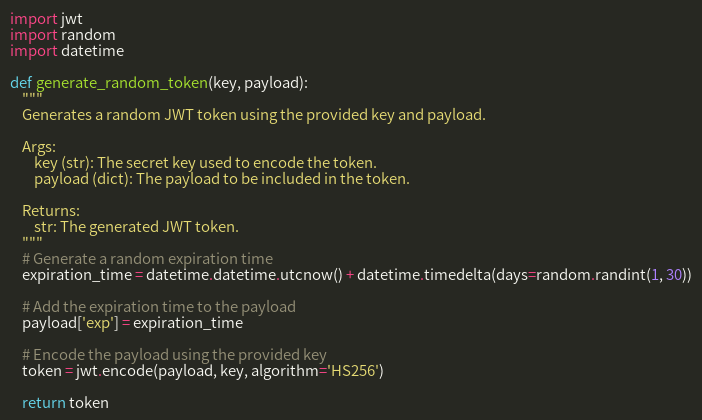 import jwt
import random
import datetime

def generate_random_token(key, payload):
    """
    Generates a random JWT token using the provided key and payload.

    Args:
        key (str): The secret key used to encode the token.
        payload (dict): The payload to be included in the token.

    Returns:
        str: The generated JWT token.
    """
    # Generate a random expiration time
    expiration_time = datetime.datetime.utcnow() + datetime.timedelta(days=random.randint(1, 30))

    # Add the expiration time to the payload
    payload['exp'] = expiration_time

    # Encode the payload using the provided key
    token = jwt.encode(payload, key, algorithm='HS256')

    return token